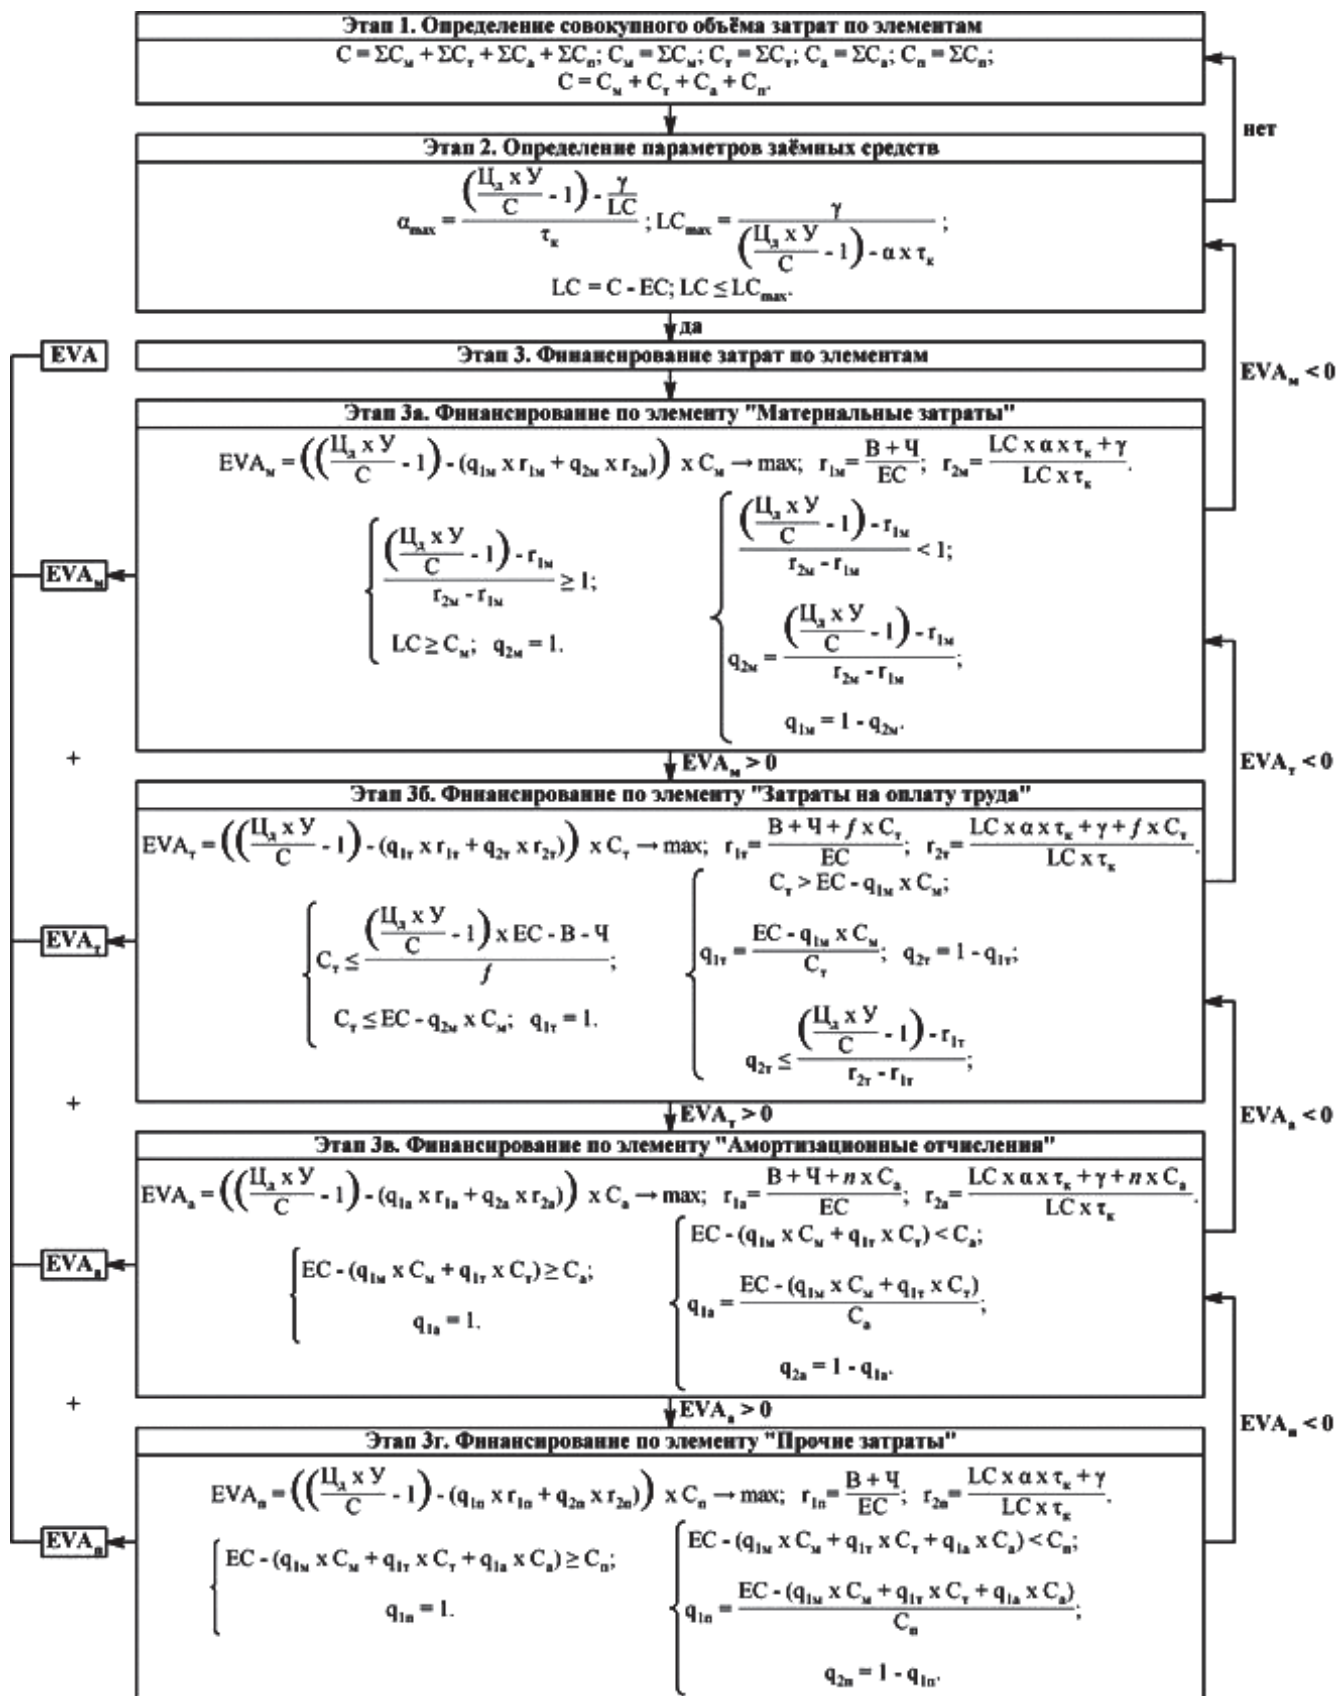 Этап 1. Определение совокупного объёма затрат по элементам
C = ΣCм + ΣCт + ΣCа + ΣCп; Cм = ΣCм; Cт = ΣCт; Cа = ΣCа; Cп = ΣCп;
C = Cм + Cт + Cа + Cп.
нет
Этап 2. Определение параметров заёмных средств
αmax = ((Цд x У / C - 1) - γ / LC) / τк ; LCmax = γ / ((Цд x У / C - 1) - α x τк) ;
LC = C - EC; LC ≤ LCmax.
да
EVA
Этап 3. Финансирование затрат по элементам
EVAм < 0
Этап 3а. Финансирование по элементу "Материальные затраты"
EVAм = ((Цд x У / C - 1) - (q1м x r1м + q2м x r2м)) x Cм → max; r1м = (В + Ч) / EC; r2м = (LC x α x τк + γ) / (LC x τк).
((Цд x У / C - 1) - r1м) / (r2м - r1м) ≥ 1;
LC ≥ Cм; q2м = 1.
((Цд x У / C - 1) - r1м) / (r2м - r1м) < 1;
q2м = ((Цд x У / C - 1) - r1м) / (r2м - r1м);
q1м = 1 - q2м.
EVAм
+
EVAм > 0
EVAт < 0
Этап 3б. Финансирование по элементу "Затраты на оплату труда"
EVAт = ((Цд x У / C - 1) - (q1т x r1т + q2т x r2т)) x Cт → max; r1т = (В + Ч + f x Cт) / EC; r2т = (LC x α x τк + γ + f x Cт) / (LC x τк).
Cт ≤ ((Цд x У / C - 1) x EC - В - Ч) / f;
Cт ≤ EC - q2м x Cм; q1т = 1.
Cт > EC - q1м x Cм;
q1т = (EC - q1м x Cм) / Cт; q2т = 1 - q1т;
q2т ≤ ((Цд x У / C - 1) - r1т) / (r2т - r1т);
EVAт
+
EVAт > 0
EVAа < 0
Этап 3в. Финансирование по элементу "Амортизационные отчисления"
EVAа = ((Цд x У / C - 1) - (q1а x r1а + q2а x r2а)) x Cа → max; r1а = (В + Ч + n x Cа) / EC; r2а = (LC x α x τк + γ + n x Cа) / (LC x τк).
EC - (q1м x Cм + q1т x Cт) ≥ Cа;
q1а = 1.
EC - (q1м x Cм + q1т x Cт) < Cа;
q1а = (EC - (q1м x Cм + q1т x Cт)) / Cа;
q2а = 1 - q1а.
EVAа
+
EVAа > 0
EVAп < 0
Этап 3г. Финансирование по элементу "Прочие затраты"
EVAп = ((Цд x У / C - 1) - (q1п x r1п + q2п x r2п)) x Cп → max; r1п = (В + Ч) / EC; r2п = (LC x α x τк + γ) / (LC x τк).
EC - (q1м x Cм + q1т x Cт + q1а x Cа) ≥ Cп;
q1п = 1.
EC - (q1м x Cм + q1т x Cт + q1а x Cа) < Cп;
q1п = (EC - (q1м x Cм + q1т x Cт + q1а x Cа)) / Cп;
q2п = 1 - q1п.
EVAп